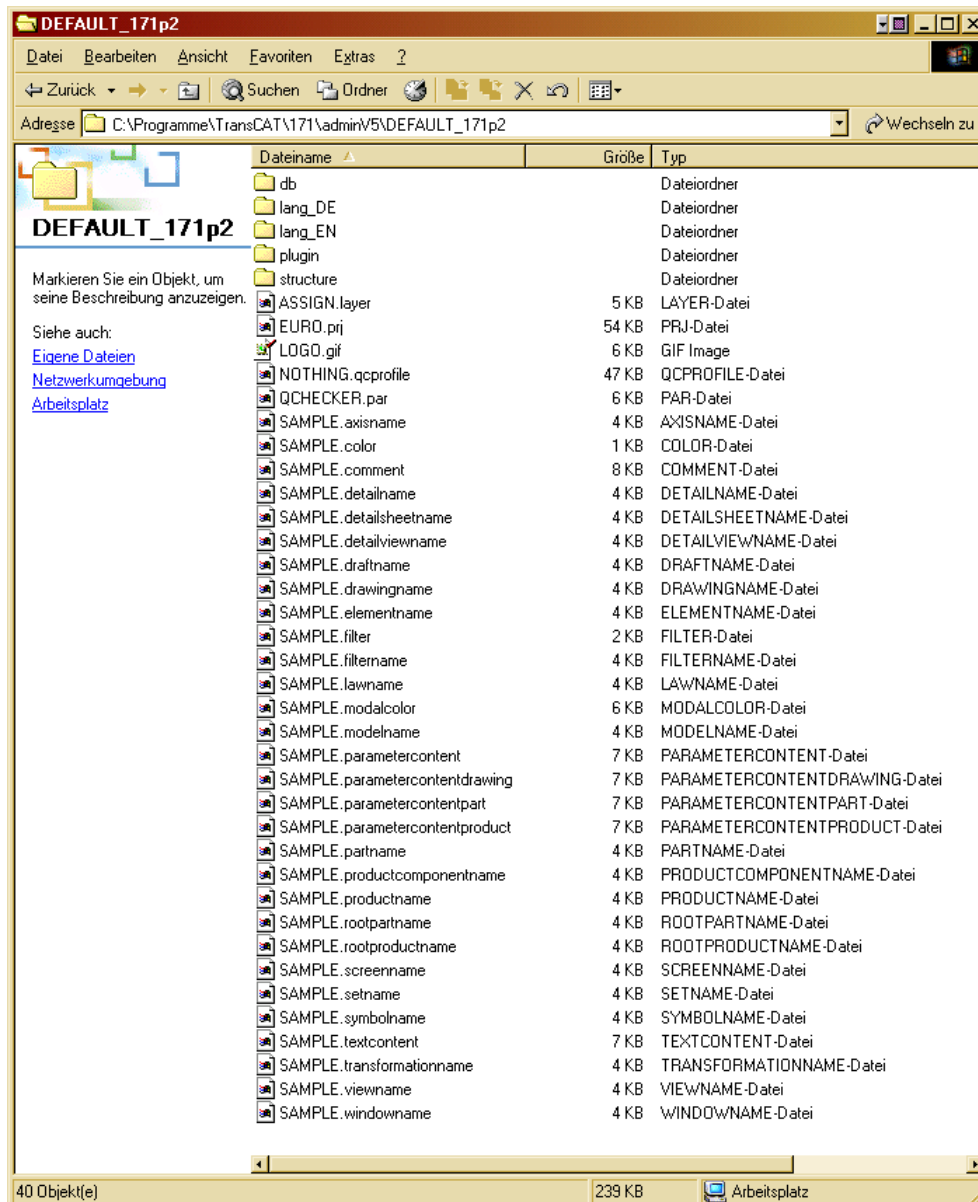 DEFAULT_171p2
Datei Bearbeiten Ansicht Favoriten Extras ?
Zurück Suchen Ordner
Adresse C:\Programme\TransCAT\171\adminV5\DEFAULT_171p2 Wechseln zu
DEFAULT_171p2
Markieren Sie ein Objekt, um
seine Beschreibung anzuzeigen.
Siehe auch:
Eigene Dateien
Netzwerkumgebung
Arbeitsplatz
Dateiname Größe Typ
db Dateiordner
lang_DE Dateiordner
lang_EN Dateiordner
plugin Dateiordner
structure Dateiordner
ASSIGN.layer 5 KB LAYER-Datei
EURO.prj 54 KB PRJ-Datei
LOGO.gif 6 KB GIF Image
NOTHING.qcprofile 47 KB QCPROFILE-Datei
QCHECKER.par 6 KB PAR-Datei
SAMPLE.axisname 4 KB AXISNAME-Datei
SAMPLE.color 1 KB COLOR-Datei
SAMPLE.comment 8 KB COMMENT-Datei
SAMPLE.detailname 4 KB DETAILNAME-Datei
SAMPLE.detailsheetname 4 KB DETAILSHEETNAME-Datei
SAMPLE.detailviewname 4 KB DETAILVIEWNAME-Datei
SAMPLE.draftname 4 KB DRAFTNAME-Datei
SAMPLE.drawingname 4 KB DRAWINGNAME-Datei
SAMPLE.elementname 4 KB ELEMENTNAME-Datei
SAMPLE.filter 2 KB FILTER-Datei
SAMPLE.filtername 4 KB FILTERNAME-Datei
SAMPLE.lawname 4 KB LAWNAME-Datei
SAMPLE.modalcolor 6 KB MODALCOLOR-Datei
SAMPLE.modelname 4 KB MODELNAME-Datei
SAMPLE.parametercontent 7 KB PARAMETERCONTENT-Datei
SAMPLE.parametercontentdrawing 7 KB PARAMETERCONTENTDRAWING-Datei
SAMPLE.parametercontentpart 7 KB PARAMETERCONTENTPART-Datei
SAMPLE.parametercontentproduct 7 KB PARAMETERCONTENTPRODUCT-Datei
SAMPLE.partname 4 KB PARTNAME-Datei
SAMPLE.productcomponentname 4 KB PRODUCTCOMPONENTNAME-Datei
SAMPLE.productname 4 KB PRODUCTNAME-Datei
SAMPLE.rootpartname 4 KB ROOTPARTNAME-Datei
SAMPLE.rootproductname 4 KB ROOTPRODUCTNAME-Datei
SAMPLE.screenname 4 KB SCREENNAME-Datei
SAMPLE.setname 4 KB SETNAME-Datei
SAMPLE.symbolname 4 KB SYMBOLNAME-Datei
SAMPLE.textcontent 7 KB TEXTCONTENT-Datei
SAMPLE.transformationname 4 KB TRANSFORMATIONNAME-Datei
SAMPLE.viewname 4 KB VIEWNAME-Datei
SAMPLE.windowname 4 KB WINDOWNAME-Datei
40 Objekt(e) 239 KB Arbeitsplatz